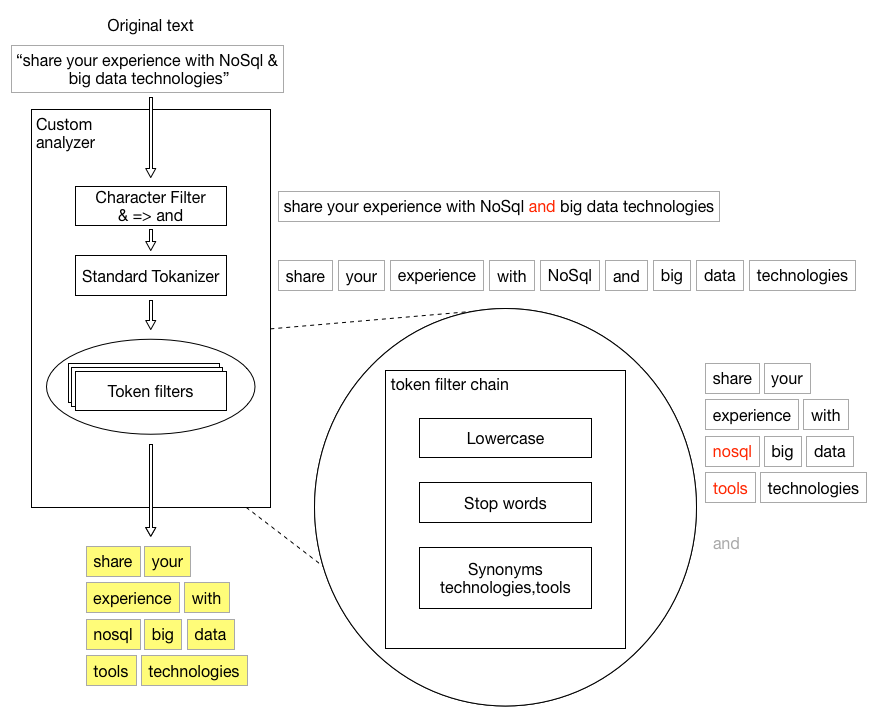 Original text
“share your experience with NoSql &
big data technologies”
Custom
analyzer
Character Filter
& => and
share your experience with NoSql and big data technologies
Standard Tokanizer
share your experience with NoSql and big data technologies
Token filters
token filter chain
Lowercase
Stop words
Synonyms
technologies,tools
share your
experience with
nosql big data
tools technologies
and
share your
experience with
nosql big data
tools technologies